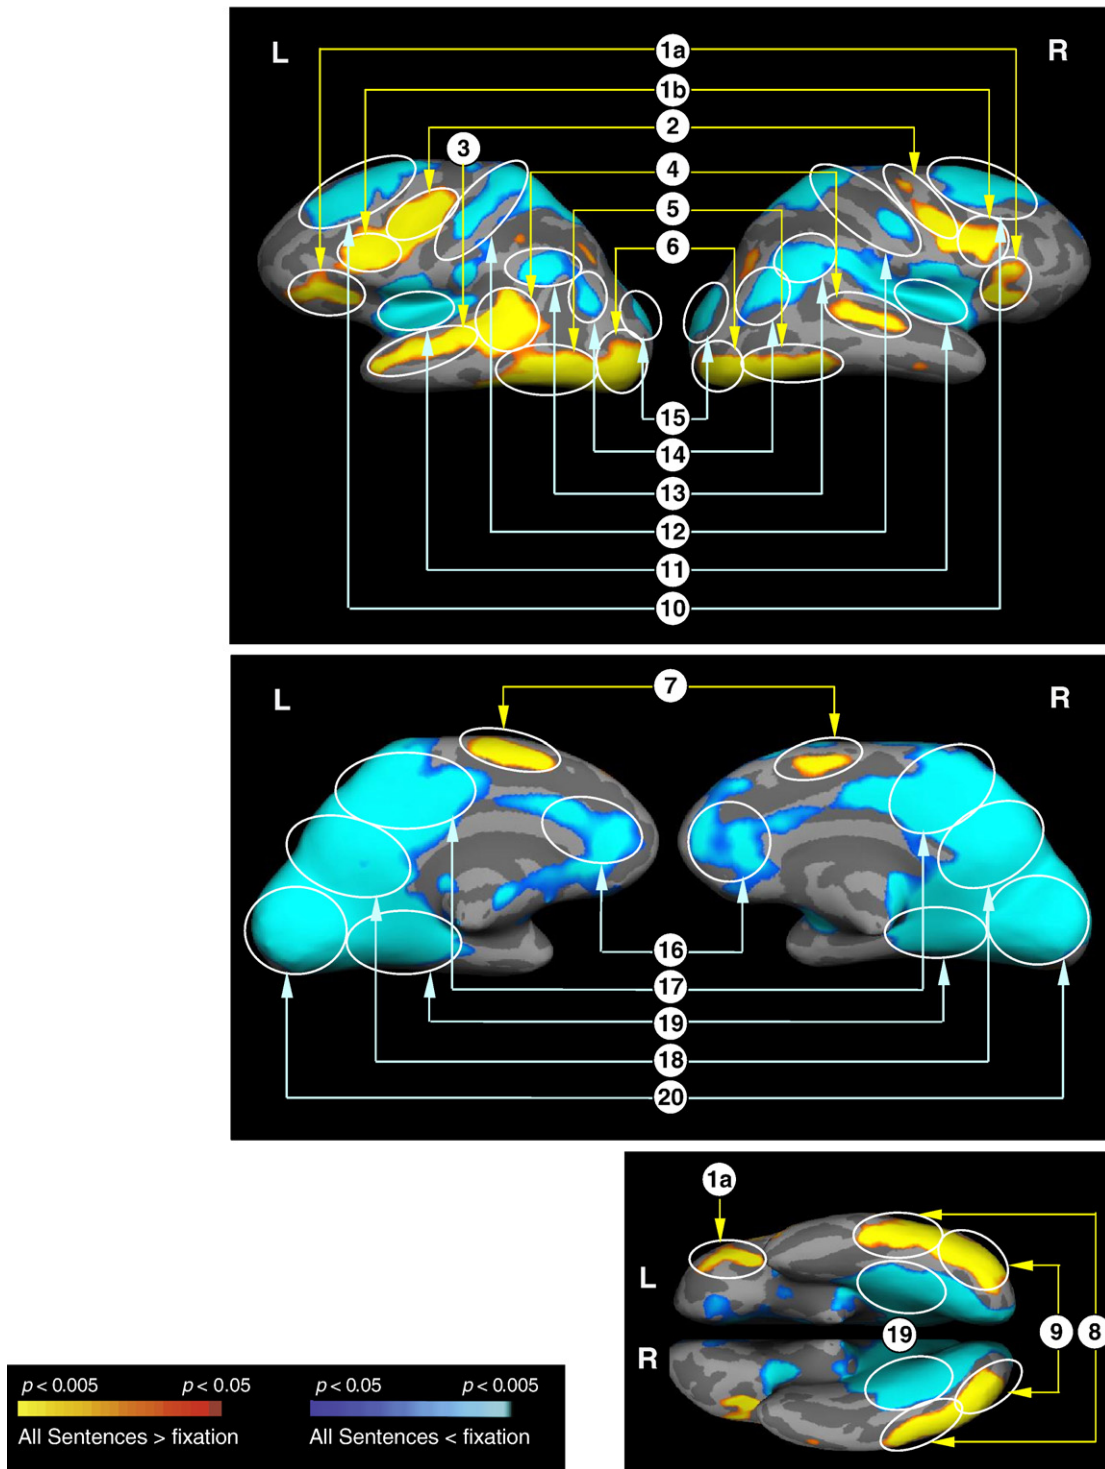 L
R
1a
1b
2
3
4
5
6
15
14
13
12
11
10
L
R
7
16
17
19
18
20
1a
L
R
19
9
8
p < 0.005 p < 0.05 p < 0.05 p < 0.005
All Sentences > fixation All Sentences < fixation